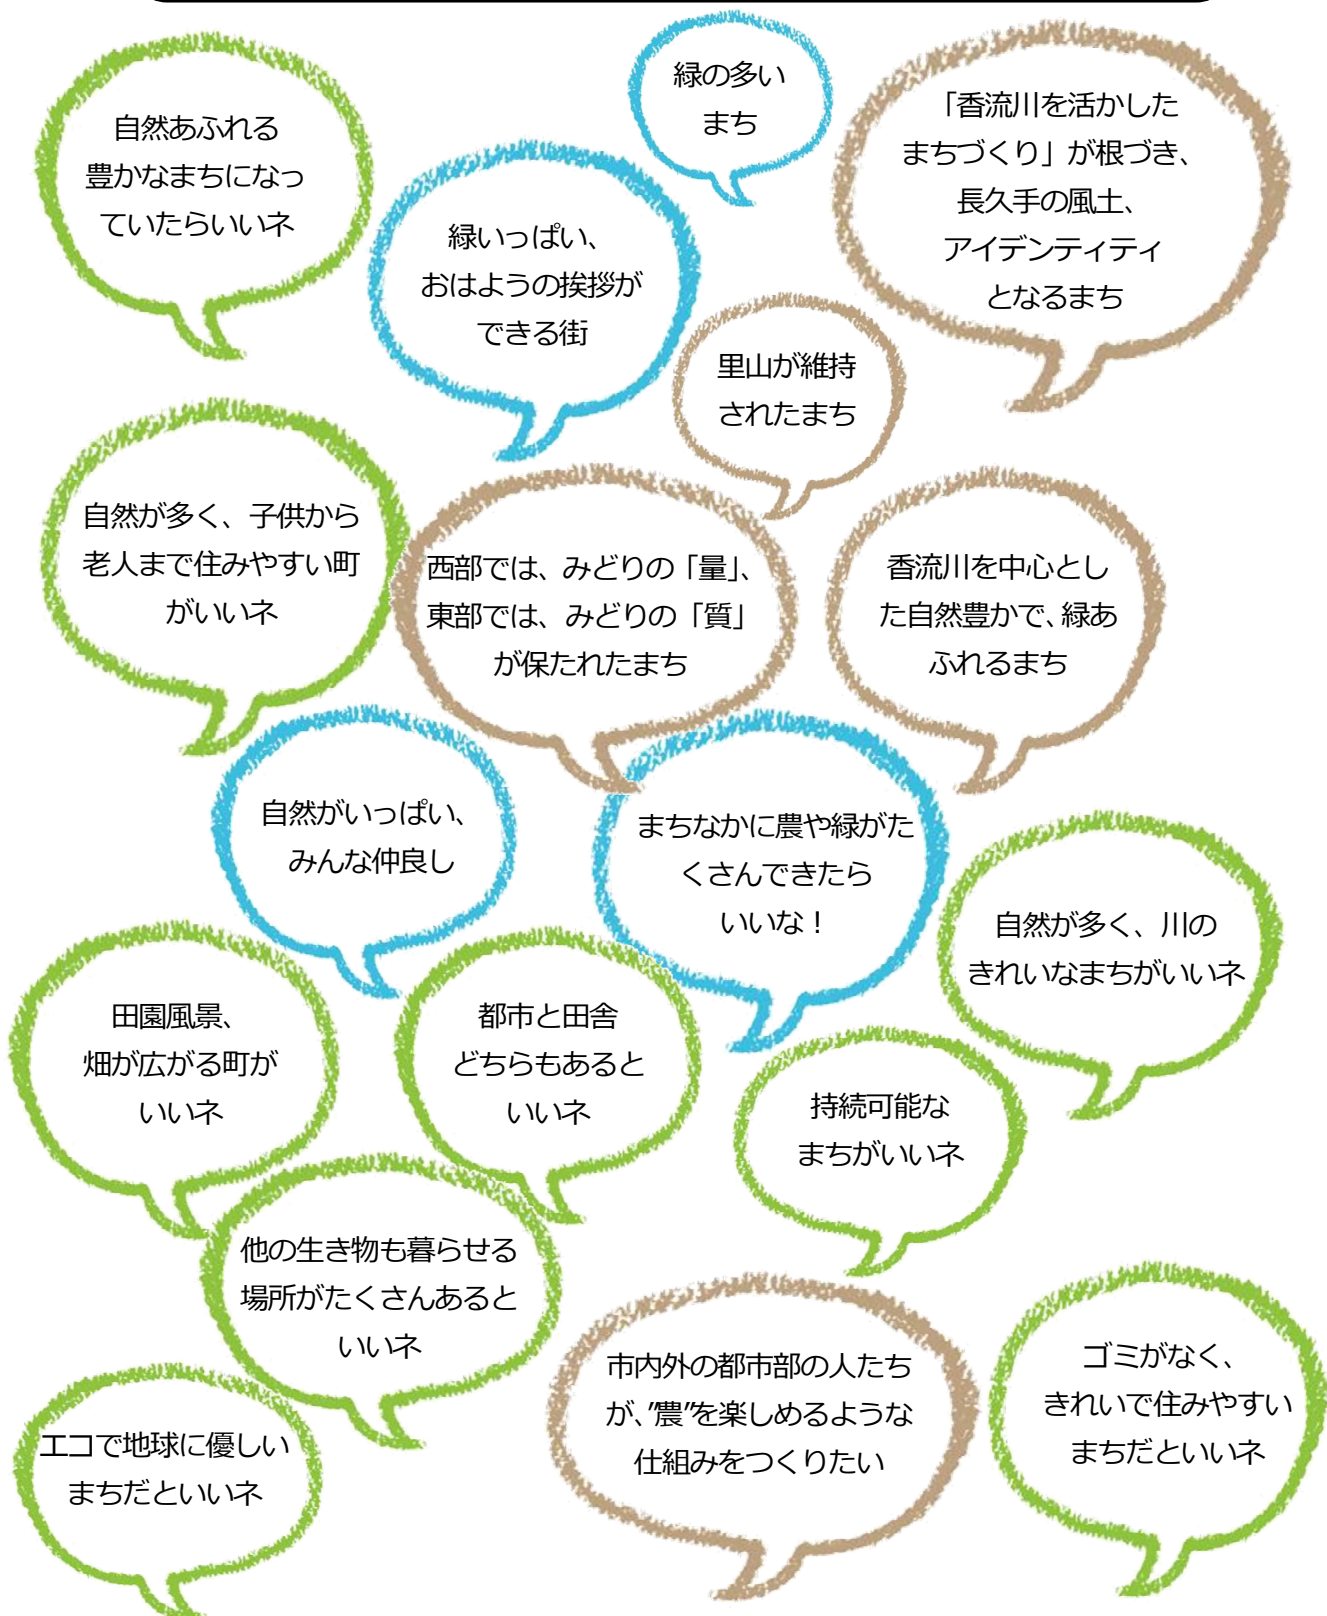 自然あふれる
豊かなまちになっ
ていたらいいネ
緑の多い
まち
「香流川を活かした
まちづくり」が根づき、
長久手の風土、
アイデンティティ
となるまち
緑いっぱい、
おはようの挨拶が
できる街
里山が維持
されたまち
自然が多く、子供から
老人まで住みやすい町
がいいネ
西部では、みどりの「量」、
東部では、みどりの「質」
が保たれたまち
香流川を中心とし
た自然豊かで、緑あ
ふれるまち
自然がいっぱい、
みんな仲良し
まちなかに農や緑がた
くさんできたら
いいな！
自然が多く、川の
きれいなまちがいいネ
田園風景、
畑が広がる町が
いいネ
都市と田舎
どちらもあると
いいネ
持続可能な
まちがいいネ
他の生き物も暮らせる
場所がたくさんあると
いいネ
市内外の都市部の人たち
が、”農”を楽しめるような
仕組みをつくりたい
ゴミがなく、
きれいで住みやすい
まちだといいネ
エコで地球に優しい
まちだといいネ